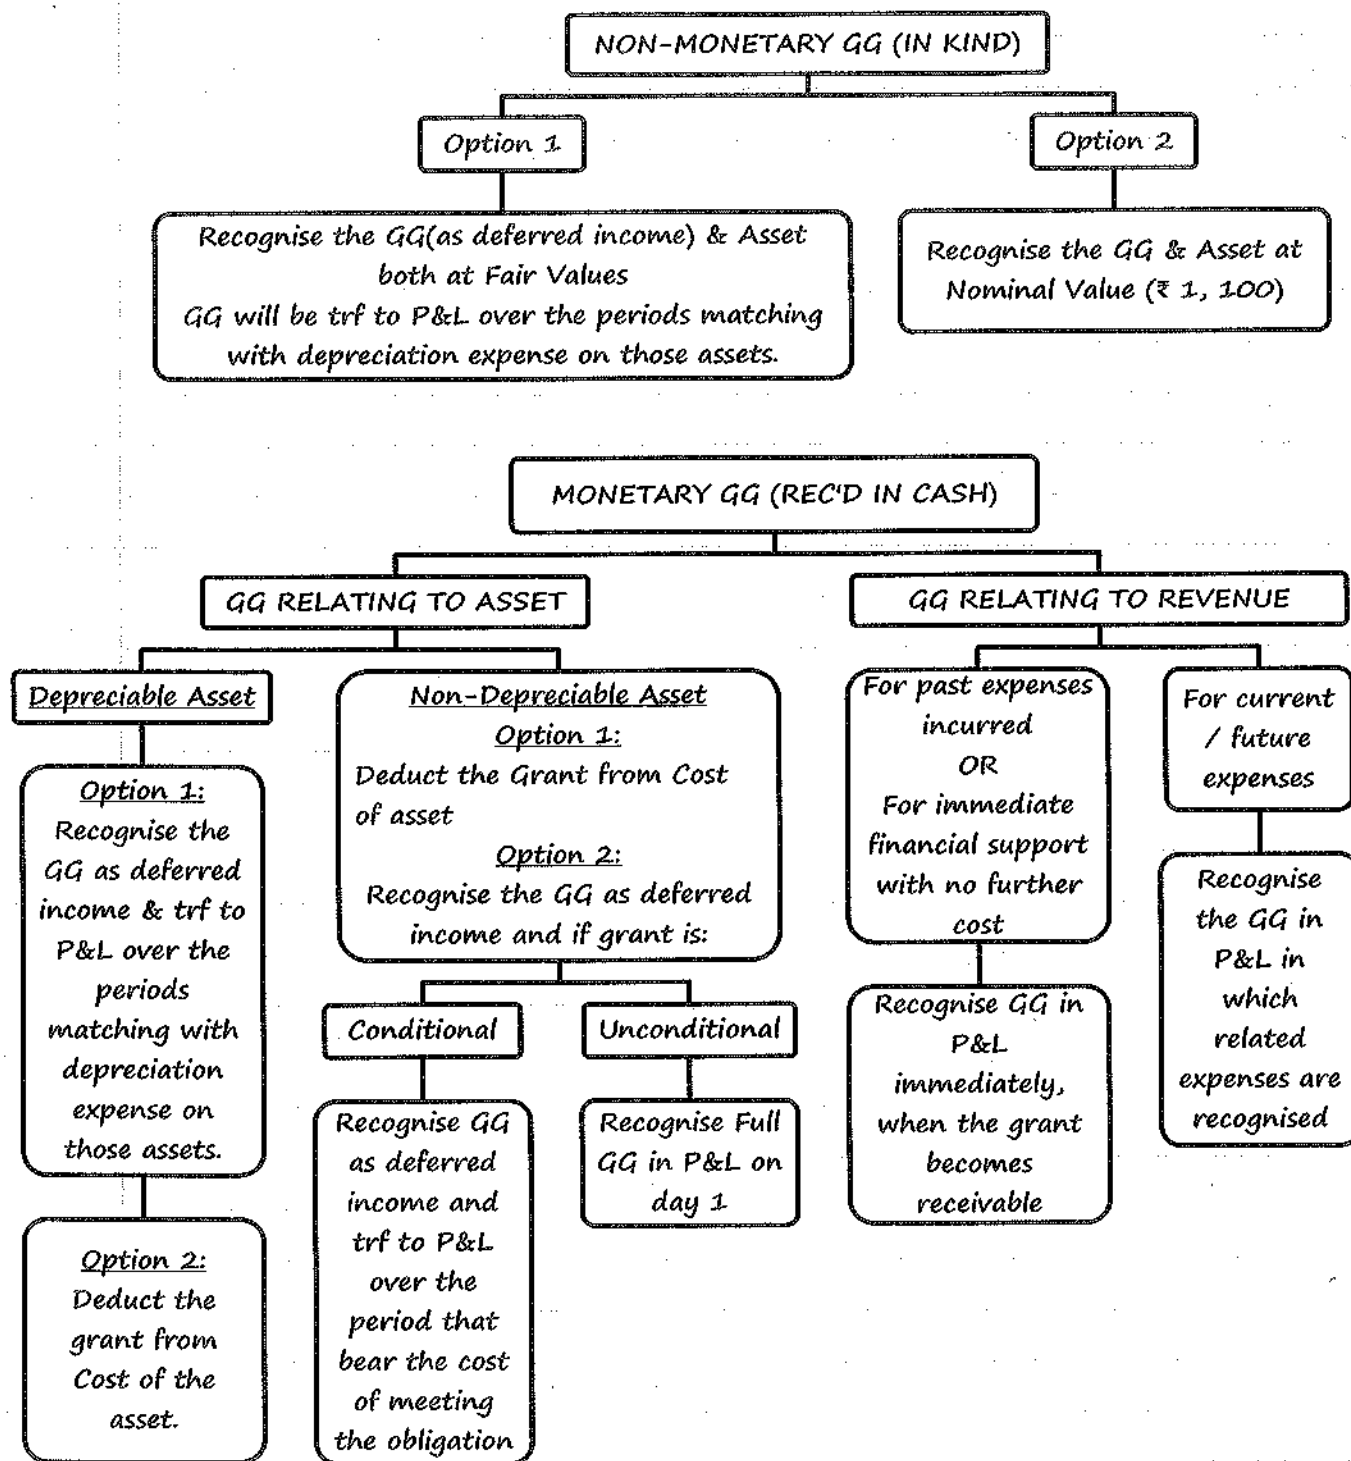 NON-MONETARY GG (IN KIND)
Option 1
Option 2
Recognise the GG(as deferred income) & Asset
both at Fair Values
GG will be trf to P&L over the periods matching
with depreciation expense on those assets.
Recognise the GG & Asset at
Nominal Value (₹ 1, 100)
MONETARY GG (REC'D IN CASH)
GG RELATING TO ASSET
GG RELATING TO REVENUE
Depreciable Asset
Option 1:
Recognise the
GG as deferred
income & trf to
P&L over the
periods
matching with
depreciation
expense on
those assets.
Option 2:
Deduct the
grant from
Cost of the
asset.
Non-Depreciable Asset
Option 1:
Deduct the Grant from Cost
of asset
Option 2:
Recognise the GG as deferred
income and if grant is:
Conditional
Recognise GG
as deferred
income and
trf to P&L
over the
period that
bear the cost
of meeting
the obligation
Unconditional
Recognise Full
GG in P&L on
day 1
For past expenses
incurred
OR
For immediate
financial support
with no further
cost
Recognise GG in
P&L
immediately,
when the grant
becomes
receivable
For current
/ future
expenses
Recognise
the GG in
P&L in
which
related
expenses are
recognised